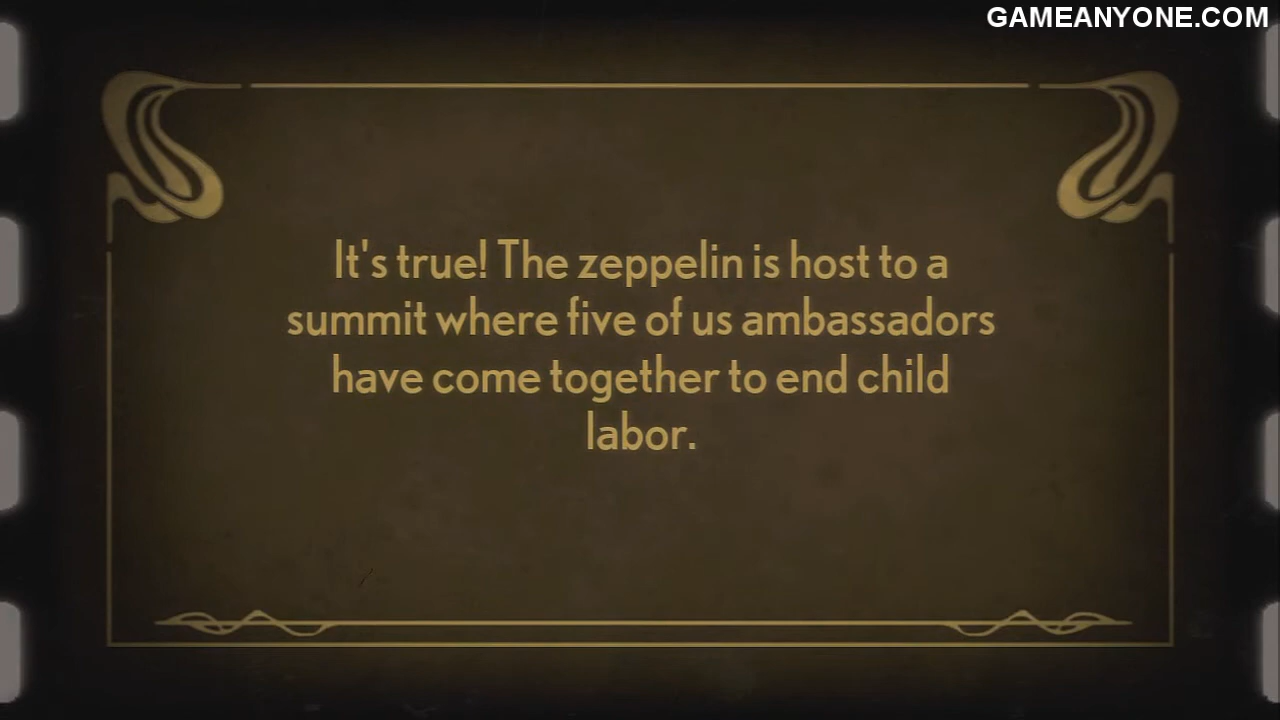 GAMEANYONE.COM
It's true! The zeppelin is host to a
summit where five of us ambassadors
have come together to end child
labor.